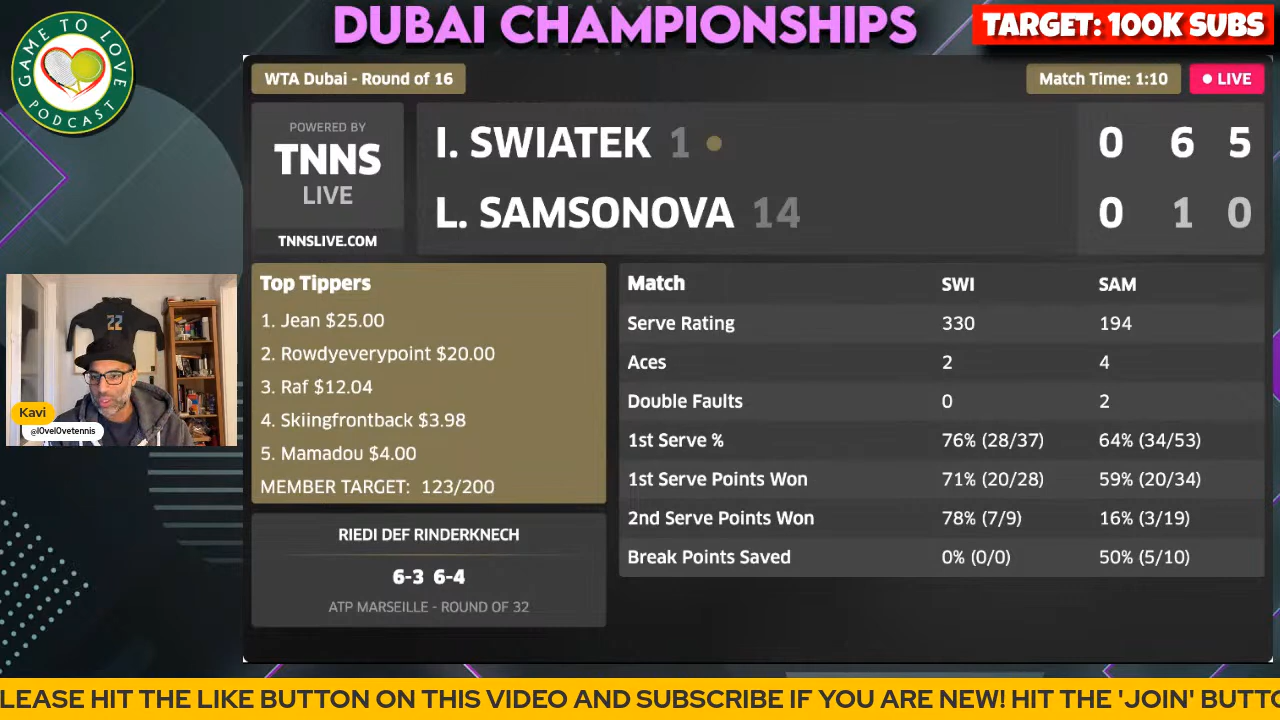 GAME TO LOVE
PODCAST
DUBAI CHAMPIONSHIPS
TARGET: 100K SUBS
WTA Dubai - Round of 16
Match Time: 1:10
LIVE
POWERED BY
TNNS
LIVE
TNNSLIVE.COM
I. SWIATEK 1 0 6 5
L. SAMSONOVA 14 0 1 0
Top Tippers
1. Jean $25.00
2. Rowdyeverypoint $20.00
3. Raf $12.04
4. Skiingfrontback $3.98
5. Mamadou $4.00
MEMBER TARGET: 123/200
RIEDI DEF RINDERKNECH
6-3 6-4
ATP MARSEILLE - ROUND OF 32
Match SWI SAM
Serve Rating 330 194
Aces 2 4
Double Faults 0 2
1st Serve % 76% (28/37) 64% (34/53)
1st Serve Points Won 71% (20/28) 59% (20/34)
2nd Serve Points Won 78% (7/9) 16% (3/19)
Break Points Saved 0% (0/0) 50% (5/10)
22
Kavi
@l0vel0vetennis
LEASE HIT THE LIKE BUTTON ON THIS VIDEO AND SUBSCRIBE IF YOU ARE NEW! HIT THE 'JOIN' BUTTO